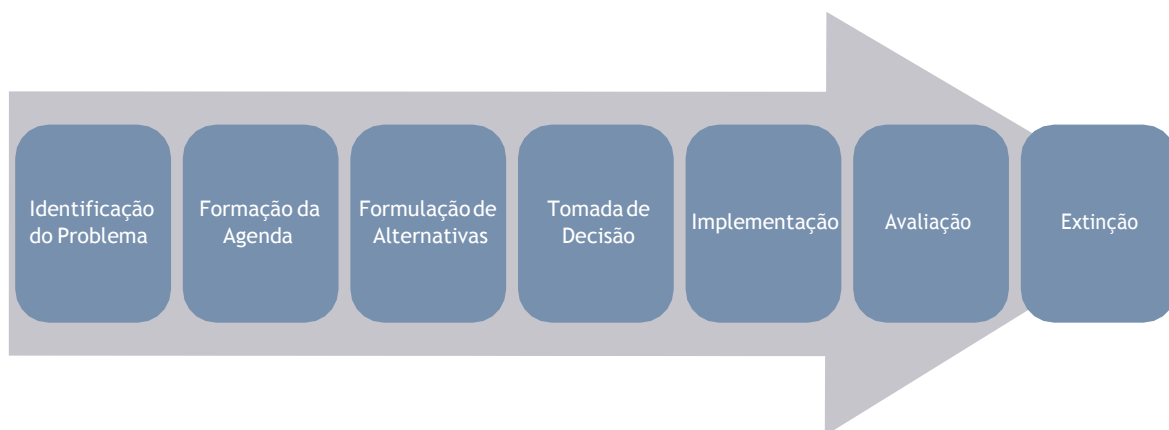 Identificação
do Problema
Formação da
Agenda
Formulação de
Alternativas
Tomada de
Decisão
Implementação
Avaliação
Extinção